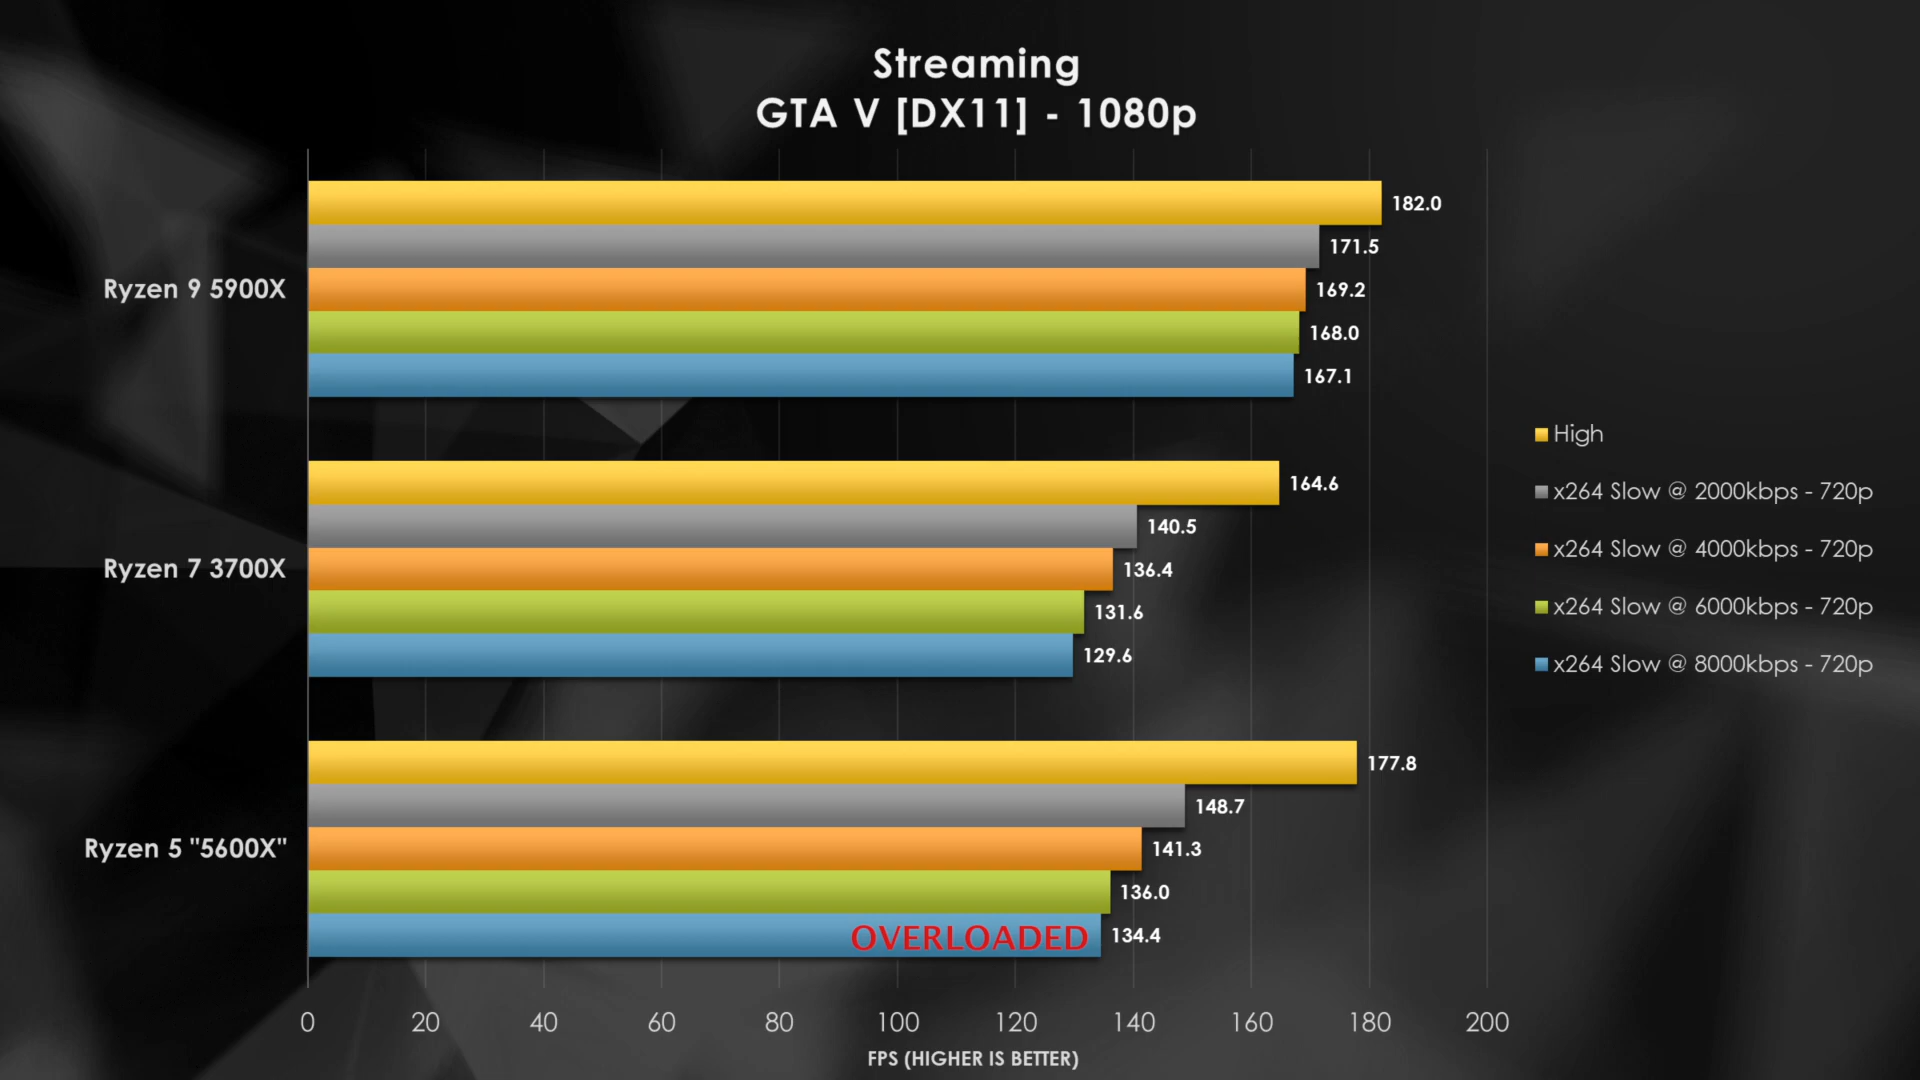 Streaming
GTA V [DX11] - 1080p
182.0
171.5
Ryzen 9 5900X
169.2
168.0
167.1
164.6
140.5
Ryzen 7 3700X
136.4
131.6
129.6
177.8
148.7
Ryzen 5 "5600X"
141.3
136.0
OVERLOADED 134.4
High
x264 Slow @ 2000kbps - 720p
x264 Slow @ 4000kbps - 720p
x264 Slow @ 6000kbps - 720p
x264 Slow @ 8000kbps - 720p
0 20 40 60 80 100 120 140 160 180 200
FPS (HIGHER IS BETTER)